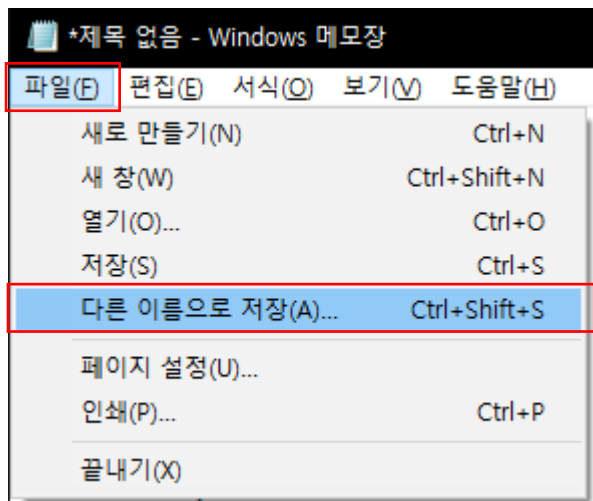 *제목 없음 - Windows 메모장
파일(F) 편집(E) 서식(O) 보기(V) 도움말(H)
새로 만들기(N) Ctrl+N
새 창(W) Ctrl+Shift+N
열기(O)... Ctrl+O
저장(S) Ctrl+S
다른 이름으로 저장(A)... Ctrl+Shift+S
페이지 설정(U)...
인쇄(P)... Ctrl+P
끝내기(X)